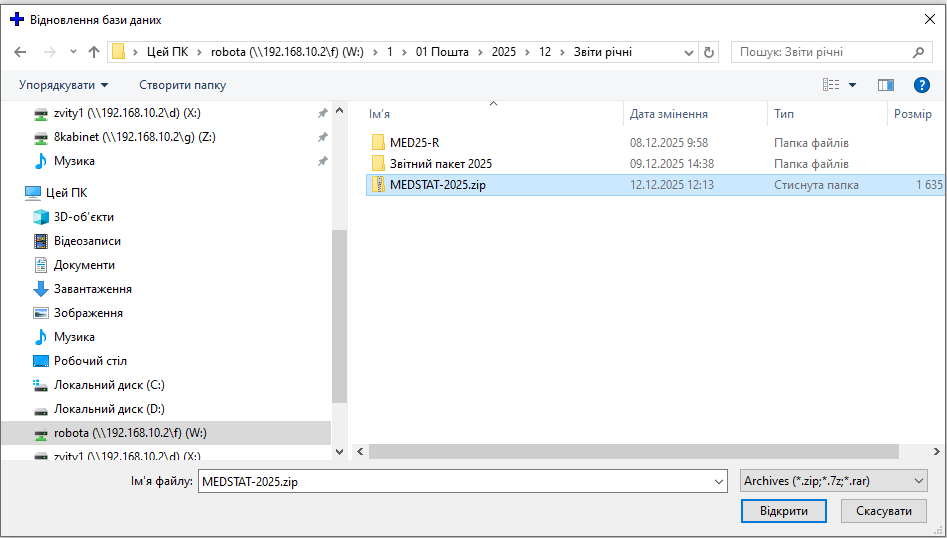 Відновлення бази даних
Цей ПК > robota (\\192.168.10.2\f) (W:) > 1 > 01 Пошта > 2025 > 12 > Звіти річні
Пошук: Звіти річні
Упорядкувати
Створити папку
zvity1 (\\192.168.10.2\d) (X:)
8kabinet (\\192.168.10.2\g) (Z:)
Музика
Цей ПК
3D-об'єкти
Відеозаписи
Документи
Завантаження
Зображення
Музика
Робочий стіл
Локальний диск (C:)
Локальний диск (D:)
robota (\\192.168.10.2\f) (W:)
zvity1 (\\192.168.10.2\d) (X:)
Ім'я Дата змінення Тип Розмір
MED25-R 08.12.2025 9:58 Папка файлів
Звітний пакет 2025 09.12.2025 14:38 Папка файлів
MEDSTAT-2025.zip 12.12.2025 12:13 Стиснута папка 1 635
Ім'я файлу: MEDSTAT-2025.zip
Archives (*.zip;*.7z;*.rar)
Відкрити
Скасувати